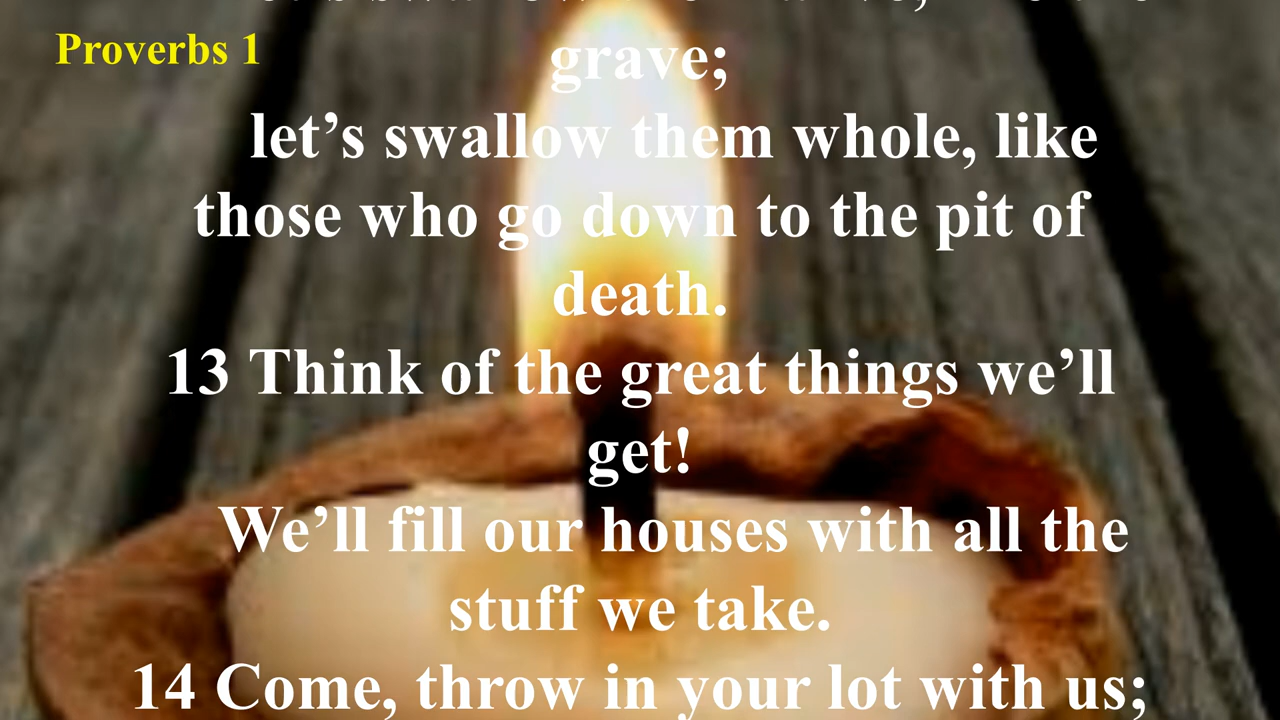 Proverbs 1
grave;
let’s swallow them whole, like
those who go down to the pit of
death.
13 Think of the great things we’ll
get!
We’ll fill our houses with all the
stuff we take.
14 Come, throw in your lot with us;